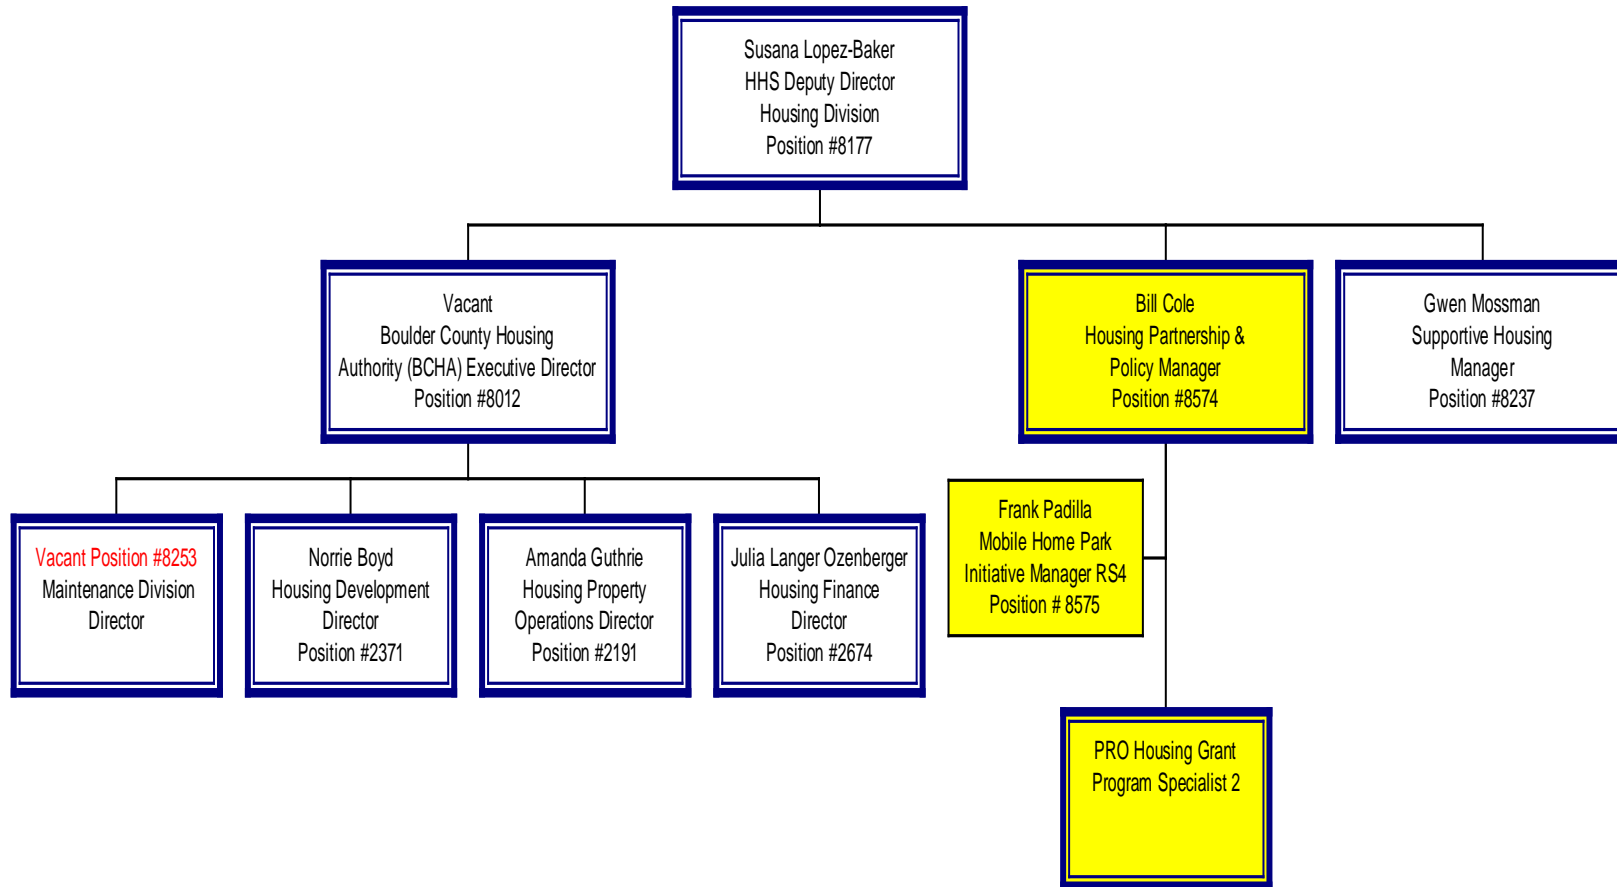 Susana Lopez-Baker
HHS Deputy Director
Housing Division
Position #8177
Vacant
Boulder County Housing
Authority (BCHA) Executive Director
Position #8012
Bill Cole
Housing Partnership &
Policy Manager
Position #8574
Gwen Mossman
Supportive Housing
Manager
Position #8237
Vacant Position #8253
Maintenance Division
Director
Norrie Boyd
Housing Development
Director
Position #2371
Amanda Guthrie
Housing Property
Operations Director
Position #2191
Julia Langer Ozenberger
Housing Finance
Director
Position #2674
Frank Padilla
Mobile Home Park
Initiative Manager RS4
Position # 8575
PRO Housing Grant
Program Specialist 2